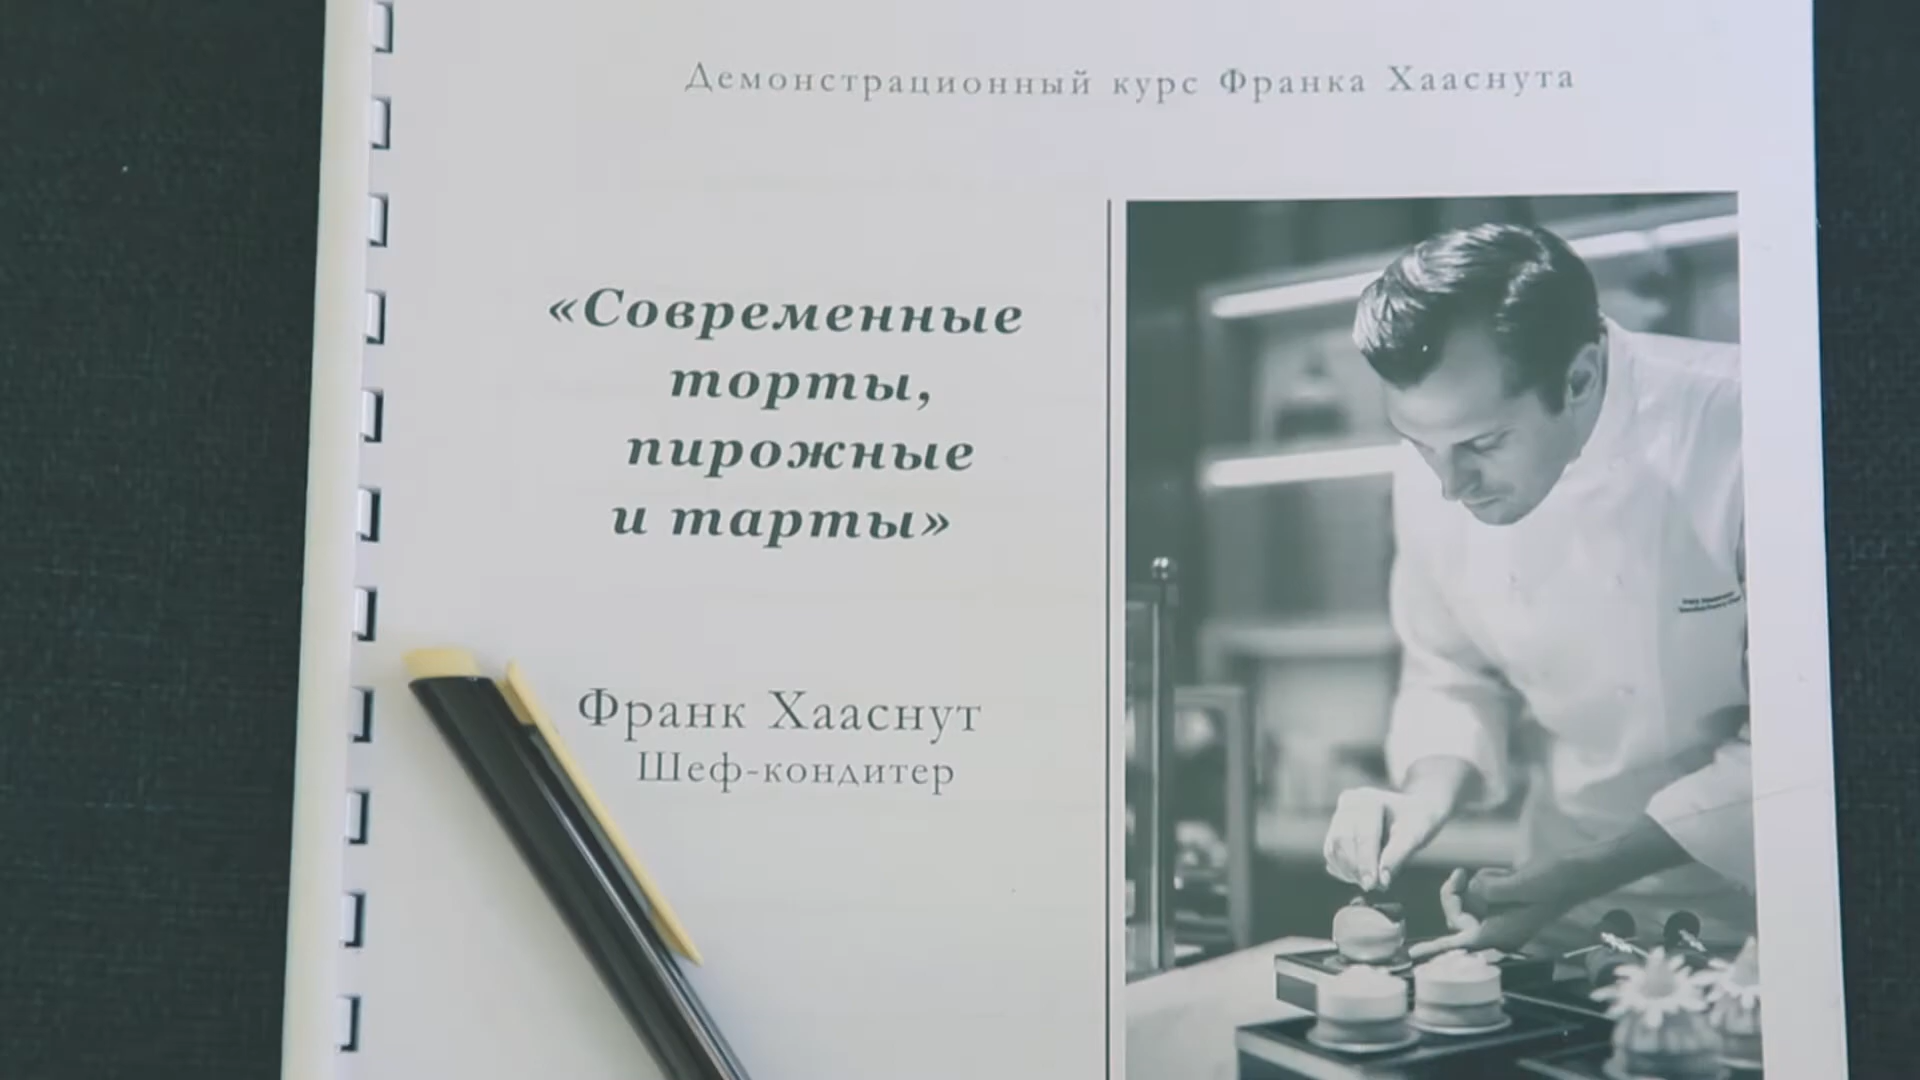 Демонстрационный курс Франка Хааснута
«Современные
торты,
пирожные
и тарты»
Франк Хааснут
Шеф-кондитер